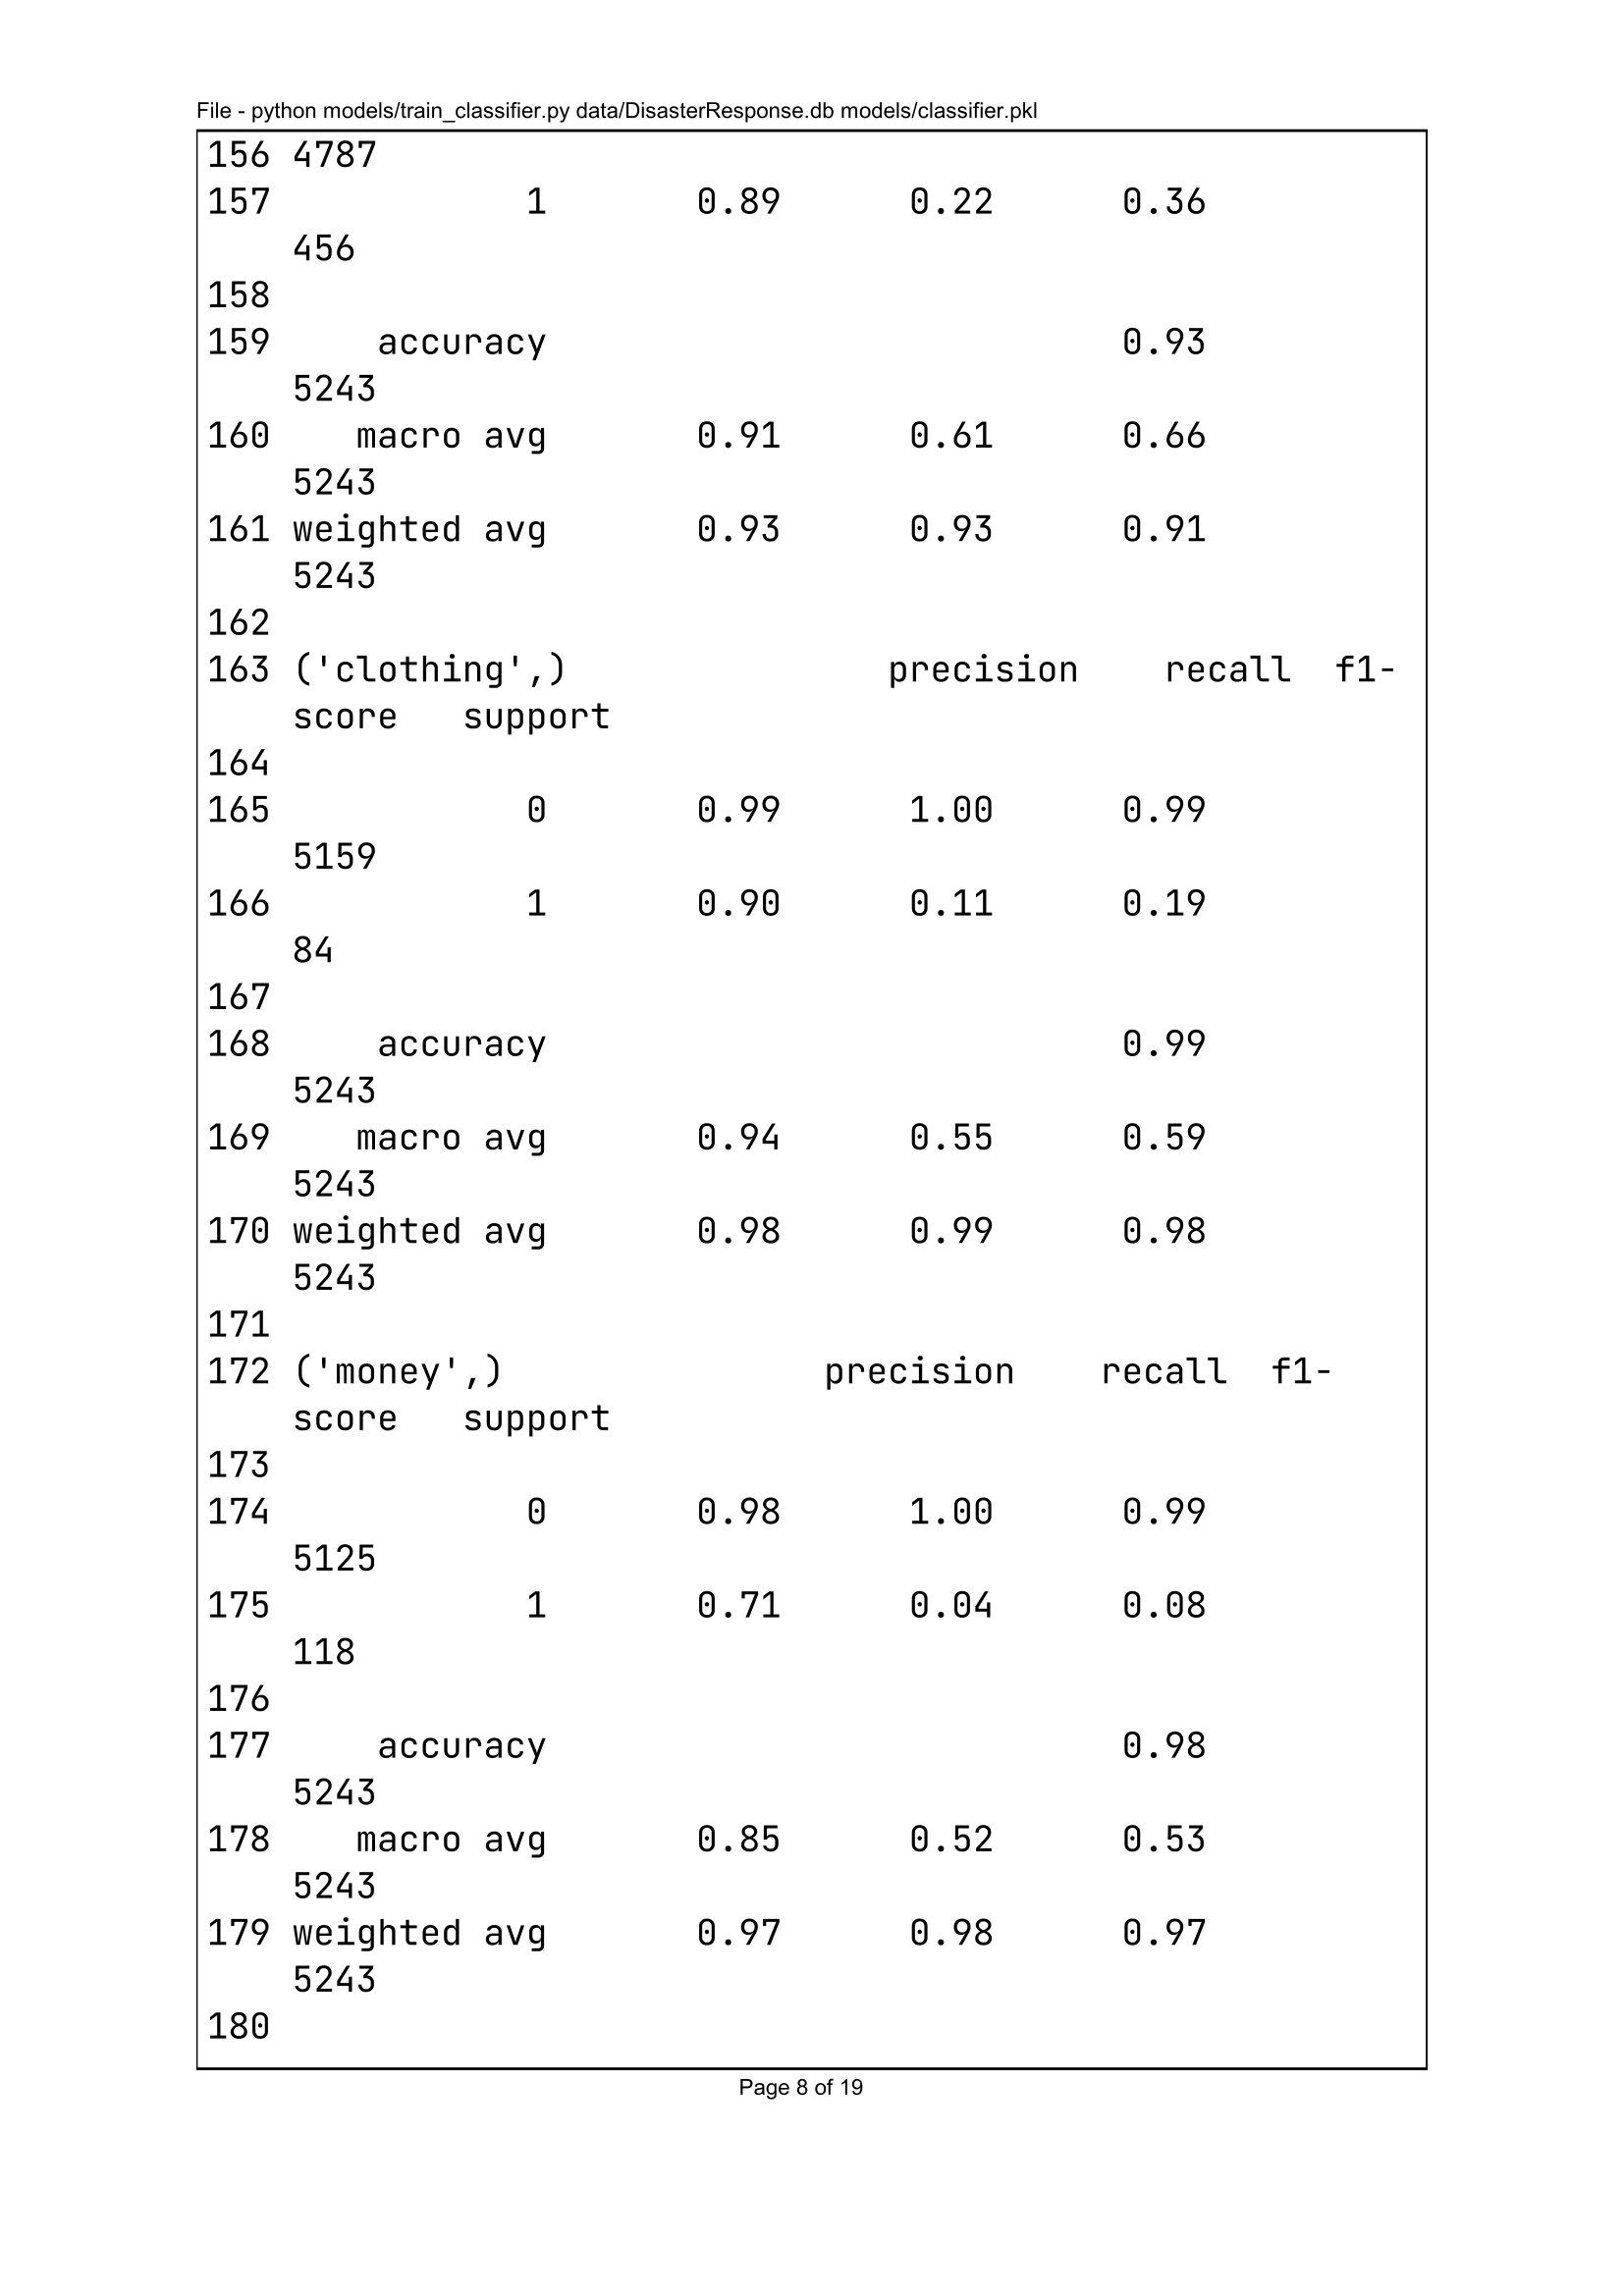 File - python models/train_classifier.py data/DisasterResponse.db models/classifier.pkl
156 4787
157            1       0.89      0.22      0.36
    456
158
159     accuracy                           0.93
    5243
160    macro avg       0.91      0.61      0.66
    5243
161 weighted avg       0.93      0.93      0.91
    5243
162
163 ('clothing',)               precision    recall  f1-
    score   support
164
165            0       0.99      1.00      0.99
    5159
166            1       0.90      0.11      0.19
    84
167
168     accuracy                           0.99
    5243
169    macro avg       0.94      0.55      0.59
    5243
170 weighted avg       0.98      0.99      0.98
    5243
171
172 ('money',)               precision    recall  f1-
    score   support
173
174            0       0.98      1.00      0.99
    5125
175            1       0.71      0.04      0.08
    118
176
177     accuracy                           0.98
    5243
178    macro avg       0.85      0.52      0.53
    5243
179 weighted avg       0.97      0.98      0.97
    5243
180
Page 8 of 19